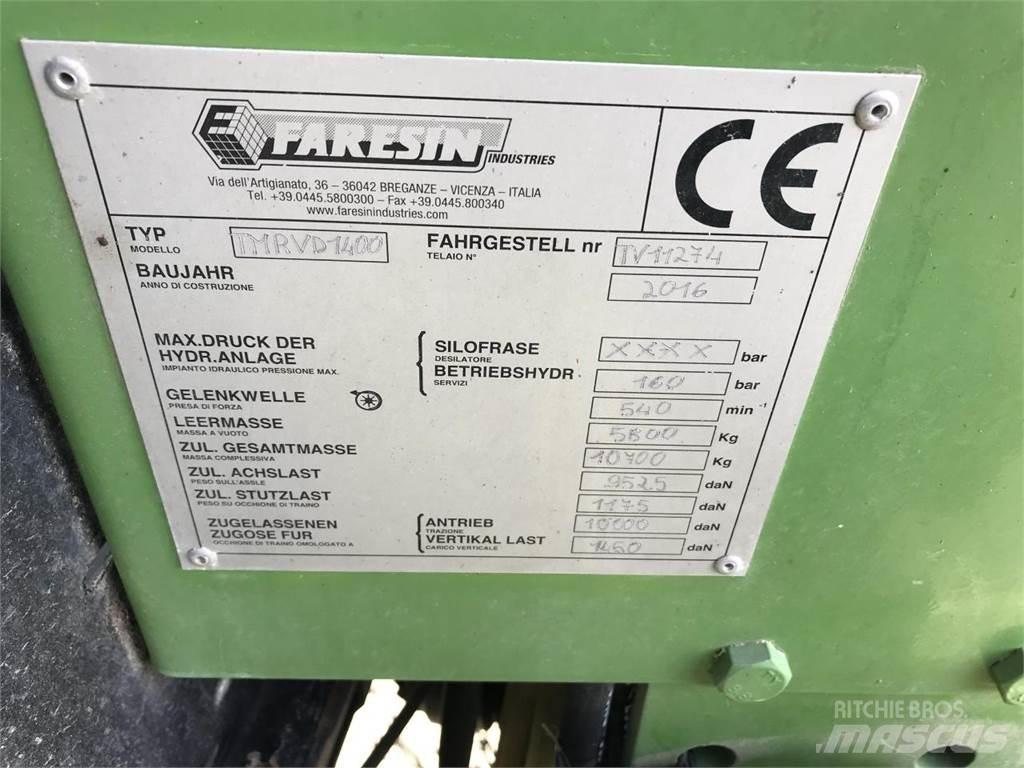 FARESIN INDUSTRIES
Via dell'Artigianato, 36 – 36042 BREGANZE – VICENZA – ITALIA
Tel. +39.0445.5800300 – Fax +39.0445.800340
www.faresinindustries.com
CE
TYP TMRVD1400 FAHRGESTELL nr TV11274
MODELLO TELAIO N°
BAUJAHR 2016
ANNO DI COSTRUZIONE
MAX.DRUCK DER
HYDR.ANLAGE
IMPIANTO IDRAULICO PRESSIONE MAX.
SILOFRASE XXXX bar
DESILATORE
BETRIEBSHYDR 160 bar
SERVIZI
GELENKWELLE 540 min -1
PRESA DI FORZA
LEERMASSE 5800 Kg
MASSA A VUOTO
ZUL. GESAMTMASSE 10700 Kg
MASSA COMPLESSIVA
ZUL. ACHSLAST 9525 daN
PESO SULL'ASSLE
ZUL. STUTZLAST 1175 daN
PESO SU OCCHIONE DI TRAINO
ZUGELASSENEN
ZUGOSE FUR
OCCHIONE DI TRAINO OMOLOGATO A
ANTRIEB 10000 daN
TRAZIONE
VERTIKAL LAST 1450 daN
CARICO VERTICALE
RITCHIE BROS.
MASCUS